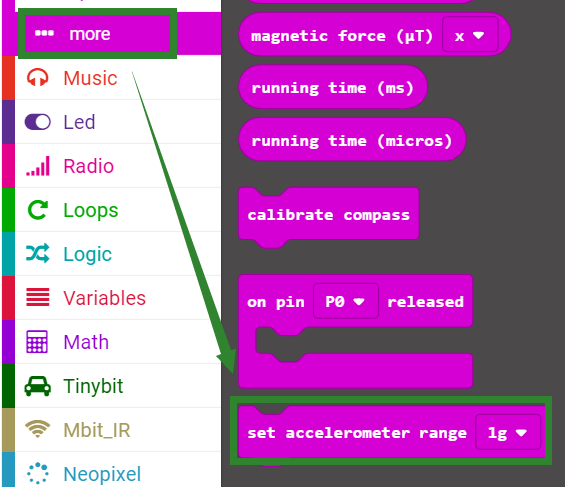 more
Music
Led
Radio
Loops
Logic
Variables
Math
Tinybit
Mbit_IR
Neopixel
magnetic force (µT) x
running time (ms)
running time (micros)
calibrate compass
on pin P0 released
set accelerometer range 1g